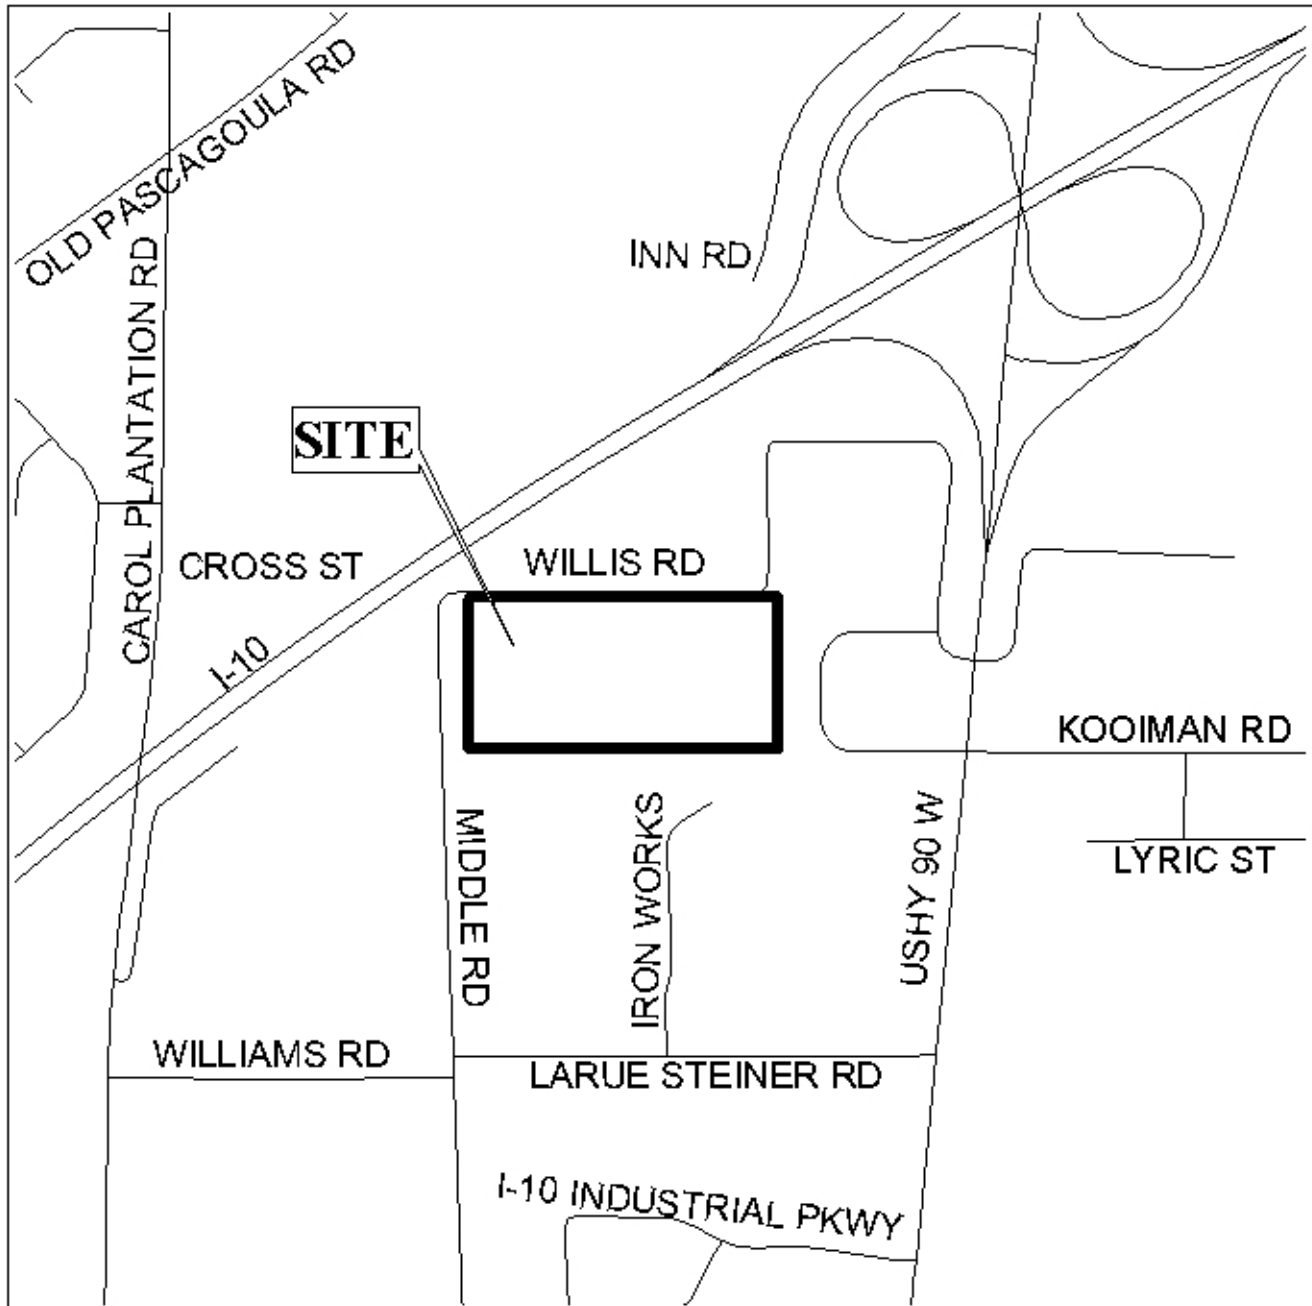 OLD PASCAGOULA RD
INN RD
CAROL PLANTATION RD
SITE
CROSS ST
WILLIS RD
I-10
KOOIMAN RD
MIDDLE RD
IRON WORKS
USHY 90 W
LYRIC ST
WILLIAMS RD
LARUE STEINER RD
I-10 INDUSTRIAL PKWY